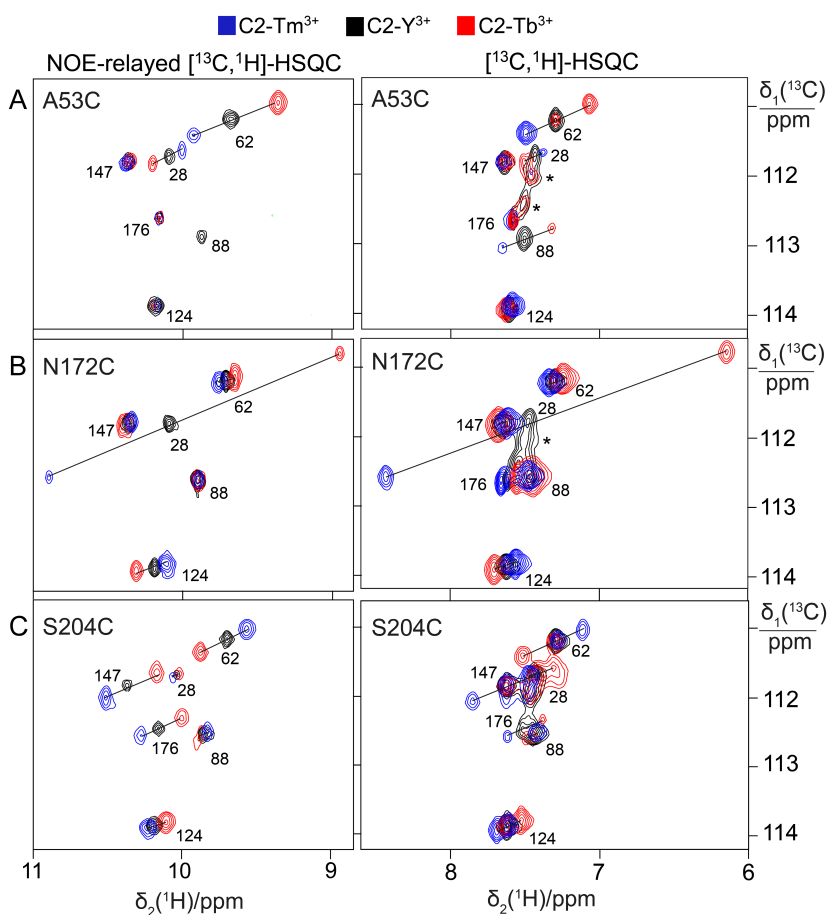 C2-Tm³⁺ C2-Y³⁺ C2-Tb³⁺
NOE-relayed [¹³C,¹H]-HSQC [¹³C,¹H]-HSQC
A A53C A53C δ₁(¹³C)
ppm
62 62
28 28
147 147 112
*
*
176 176
88 88 113
124 124 114
B N172C N172C δ₁(¹³C)
ppm
62 62
28
147 28 147 112
*
88 176 88 113
124 124 114
C S204C S204C δ₁(¹³C)
ppm
62 62
147 28 147 28 112
176 88 176 88 113
124 124 114
11 10 9 8 7 6
δ₂(¹H)/ppm δ₂(¹H)/ppm